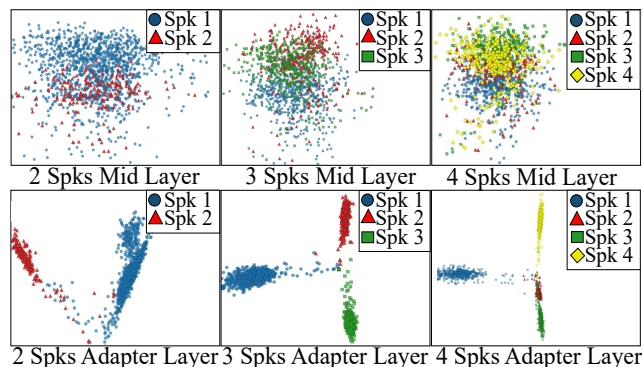 Spk 1
Spk 2
Spk 1
Spk 2
Spk 3
Spk 1
Spk 2
Spk 3
Spk 4
2 Spks Mid Layer
3 Spks Mid Layer
4 Spks Mid Layer
Spk 1
Spk 2
Spk 1
Spk 2
Spk 3
Spk 1
Spk 2
Spk 3
Spk 4
2 Spks Adapter Layer
3 Spks Adapter Layer
4 Spks Adapter Layer